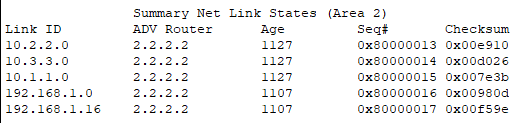 Summary Net Link States (Area 2)
Link ID ADV Router Age Seq# Checksum
10.2.2.0 2.2.2.2 1127 0x80000013 0x00e910
10.3.3.0 2.2.2.2 1127 0x80000014 0x00d026
10.1.1.0 2.2.2.2 1127 0x80000015 0x007e3b
192.168.1.0 2.2.2.2 1107 0x80000016 0x00980d
192.168.1.16 2.2.2.2 1107 0x80000017 0x00f59e